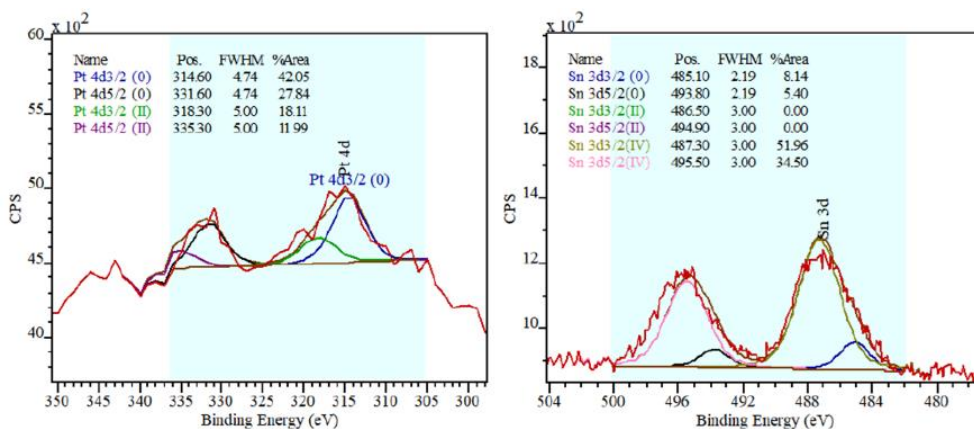 x 10²
60
55
50
45
40
CPS
Name Pos. FWHM %Area
Pt 4d3/2 (0) 314.60 4.74 42.05
Pt 4d5/2 (0) 331.60 4.74 27.84
Pt 4d3/2 (II) 318.30 5.00 18.11
Pt 4d5/2 (II) 335.30 5.00 11.99
Pt 4d
Pt 4d3/2 (0)
350 345 340 335 330 325 320 315 310 305 300
Binding Energy (eV)
x 10²
18
16
14
12
10
CPS
Name Pos. FWHM %Area
Sn 3d3/2 (0) 485.10 2.19 8.14
Sn 3d5/2(0) 493.80 2.19 5.40
Sn 3d3/2(II) 486.50 3.00 0.00
Sn 3d5/2(II) 494.90 3.00 0.00
Sn 3d3/2(IV) 487.30 3.00 51.96
Sn 3d5/2(IV) 495.50 3.00 34.50
Sn 3d
504 500 496 492 488 484 480
Binding Energy (eV)